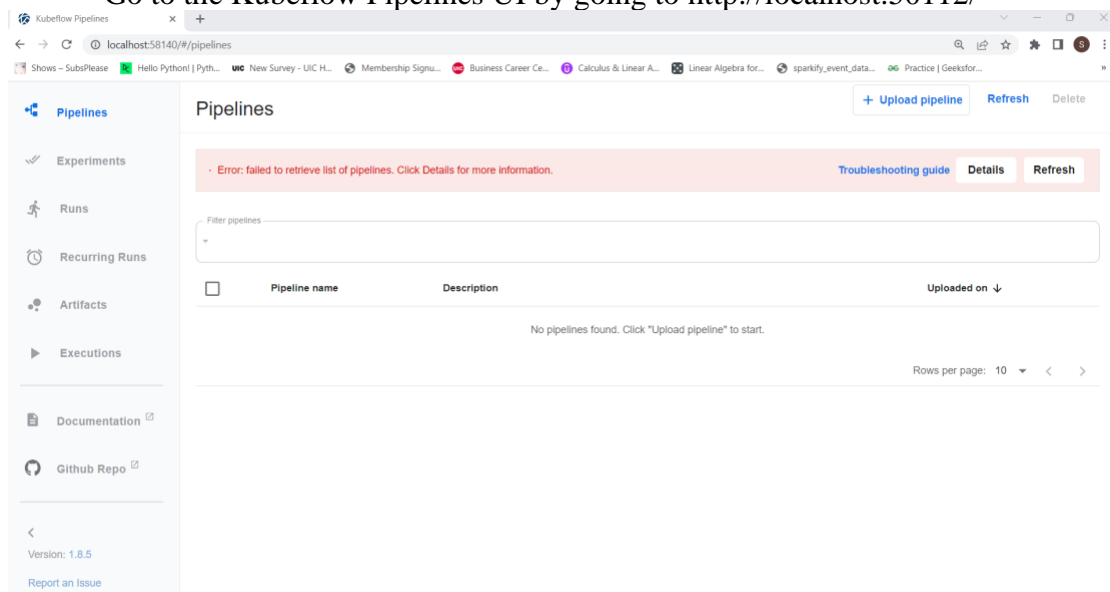 Go to the Kubeflow Pipelines UI by going to http://localhost:30112/
Kubeflow Pipelines
localhost:58140/#/pipelines
Shows – SubsPlease Hello Python! | Pyth... UIC New Survey - UIC H... Membership Signu... Business Career Ce... Calculus & Linear A... Linear Algebra for... sparkify_event_data... Practice | Geeksfor... »
Pipelines
Pipelines
+ Upload pipeline Refresh Delete
Experiments
Error: failed to retrieve list of pipelines. Click Details for more information. Troubleshooting guide Details Refresh
Runs
Filter pipelines
Recurring Runs
Pipeline name Description Uploaded on ↓
Artifacts
No pipelines found. Click "Upload pipeline" to start.
Executions
Rows per page: 10 < >
Documentation
Github Repo
Version: 1.8.5
Report an Issue